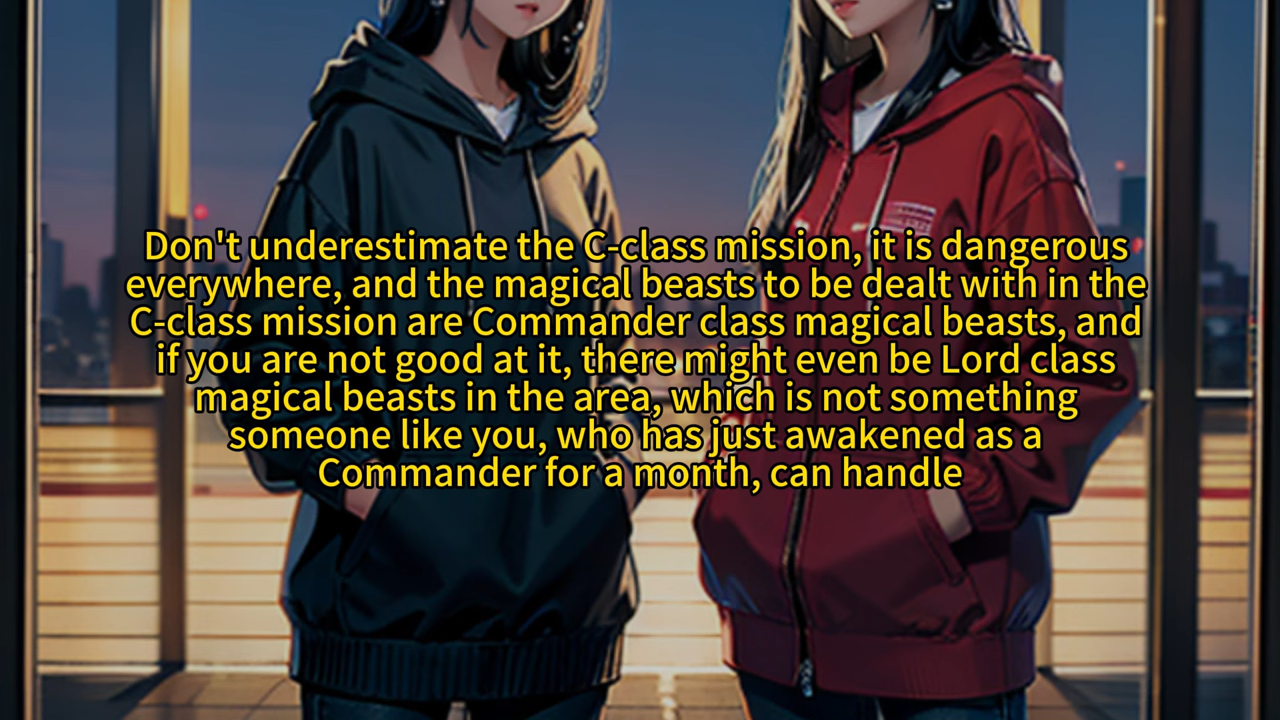 Don't underestimate the C-class mission, it is dangerous
everywhere, and the magical beasts to be dealt with in the
C-class mission are Commander class magical beasts, and
if you are not good at it, there might even be Lord class
magical beasts in the area, which is not something
someone like you, who has just awakened as a
Commander for a month, can handle